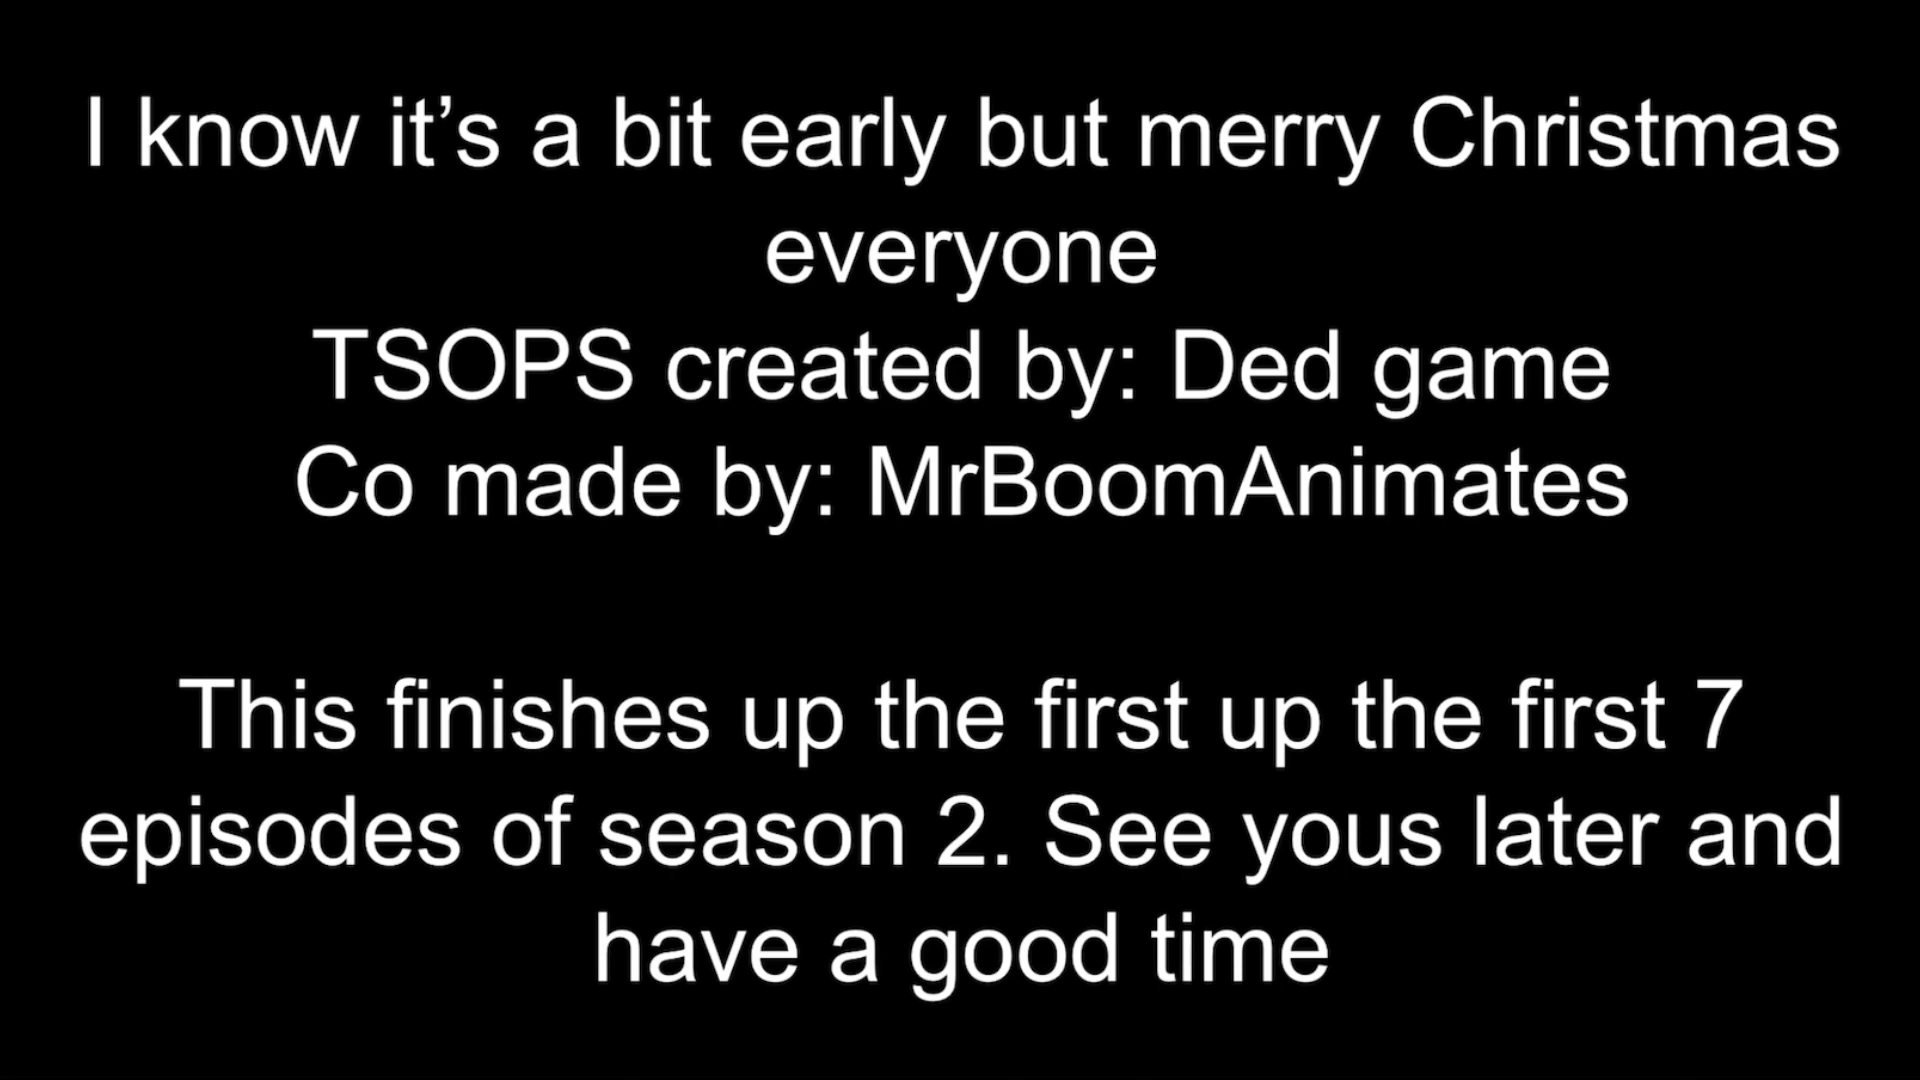 I know it’s a bit early but merry Christmas
everyone
TSOPS created by: Ded game
Co made by: MrBoomAnimates
This finishes up the first up the first 7
episodes of season 2. See yous later and
have a good time